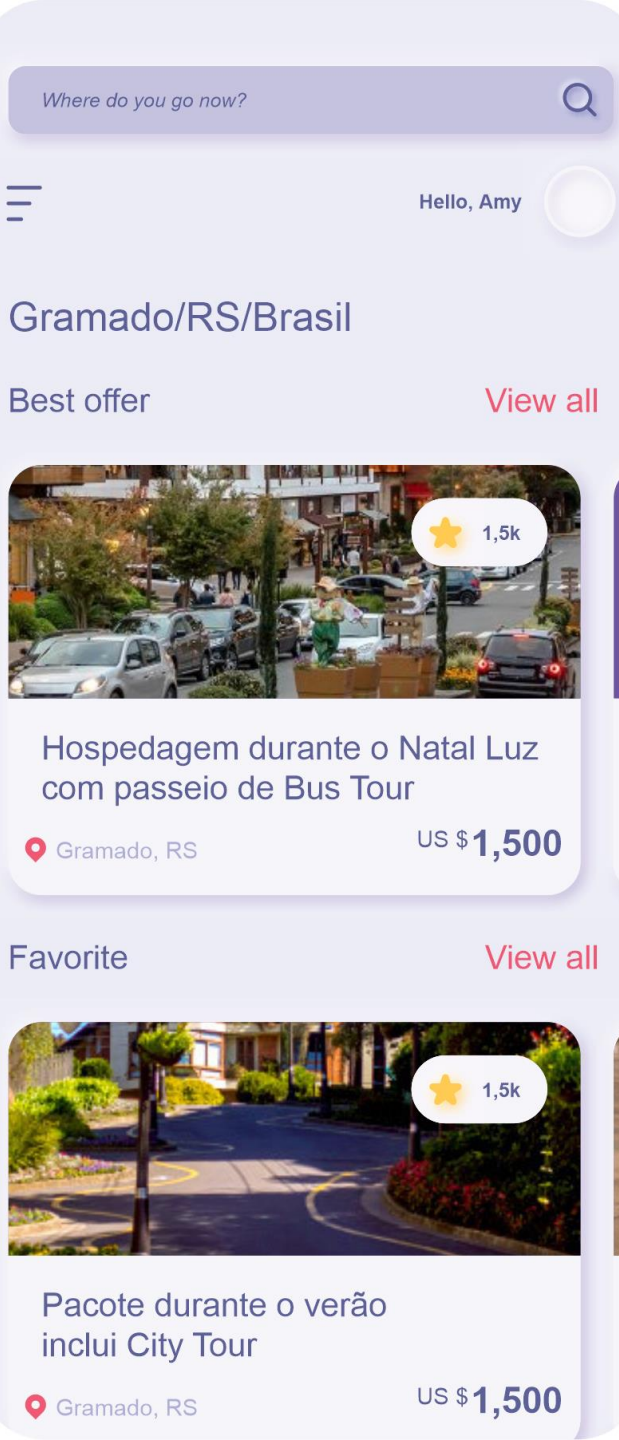 Where do you go now?
Hello, Amy
Gramado/RS/Brasil
Best offer
View all
1,5k
Hospedagem durante o Natal Luz
com passeio de Bus Tour
Gramado, RS
US $1,500
Favorite
View all
1,5k
Pacote durante o verão
inclui City Tour
Gramado, RS
US $1,500